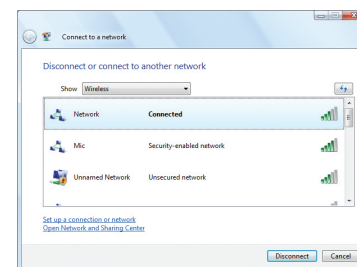 Connect to a network
Disconnect or connect to another network
Show Wireless
Network Connected
Mic Security-enabled network
Unnamed Network Unsecured network
Set up a connection or network
Open Network and Sharing Center
Disconnect Cancel